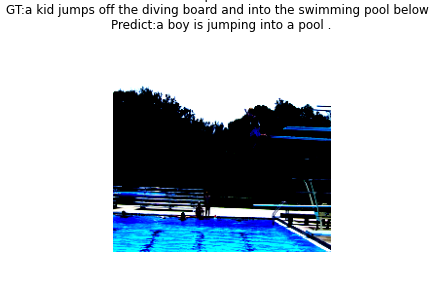 GT:a kid jumps off the diving board and into the swimming pool below
Predict:a boy is jumping into a pool .